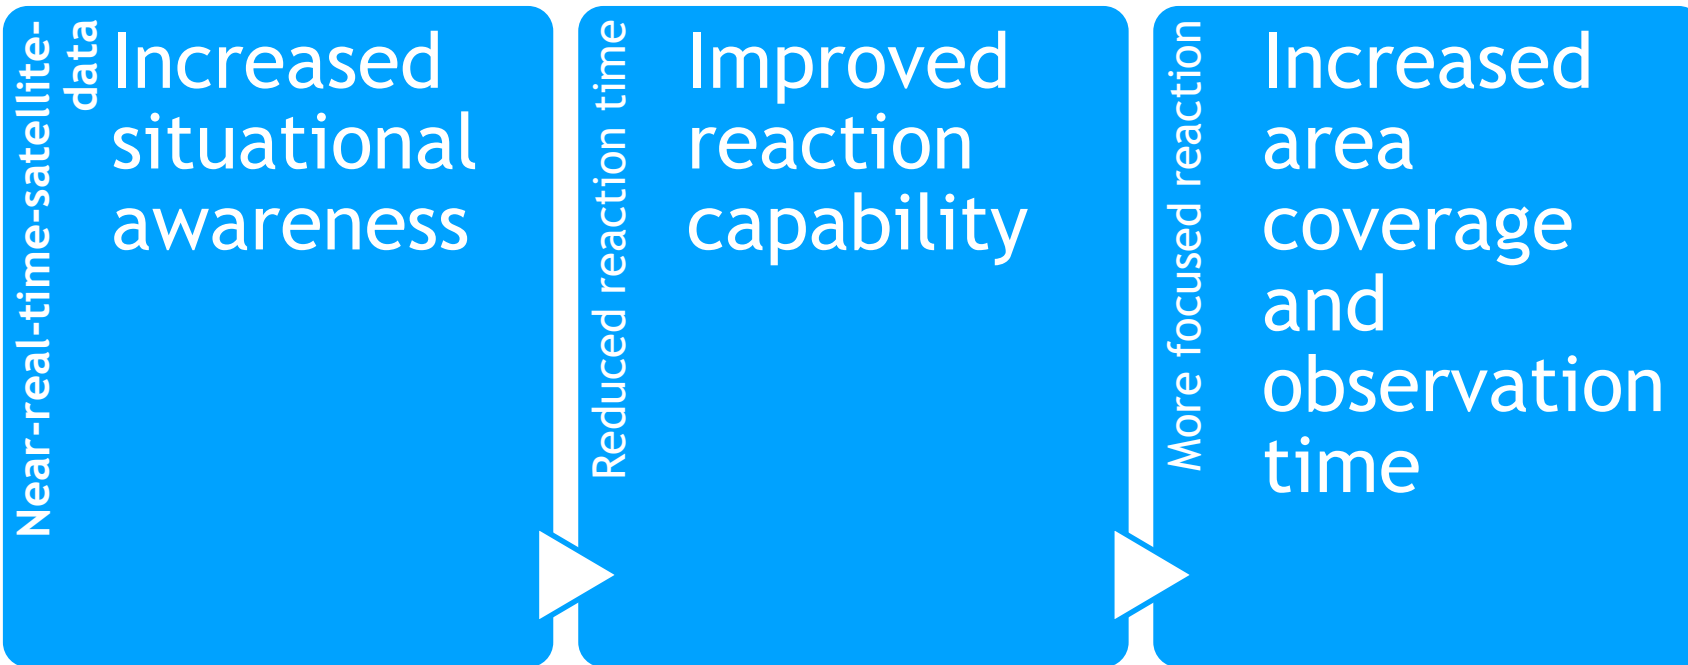 Near-real-time-satellite-
data
Increased
situational
awareness
Reduced reaction time
Improved
reaction
capability
More focused reaction
Increased
area
coverage
and
observation
time